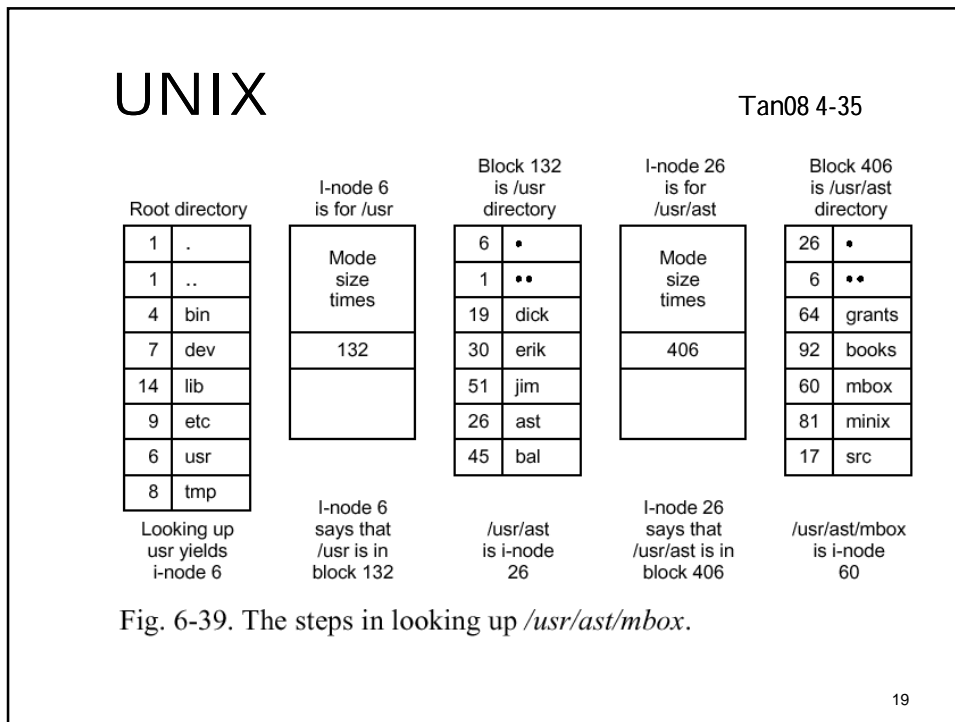 UNIX
Tan08 4-35
Root directory
1 .
1 ..
4 bin
7 dev
14 lib
9 etc
6 usr
8 tmp
Looking up
usr yields
i-node 6
I-node 6
is for /usr
Mode
size
times
132
I-node 6
says that
/usr is in
block 132
Block 132
is /usr
directory
6 •
1 ••
19 dick
30 erik
51 jim
26 ast
45 bal
/usr/ast
is i-node
26
I-node 26
is for
/usr/ast
Mode
size
times
406
I-node 26
says that
/usr/ast is in
block 406
Block 406
is /usr/ast
directory
26 •
6 ••
64 grants
92 books
60 mbox
81 minix
17 src
/usr/ast/mbox
is i-node
60
Fig. 6-39. The steps in looking up /usr/ast/mbox.
19